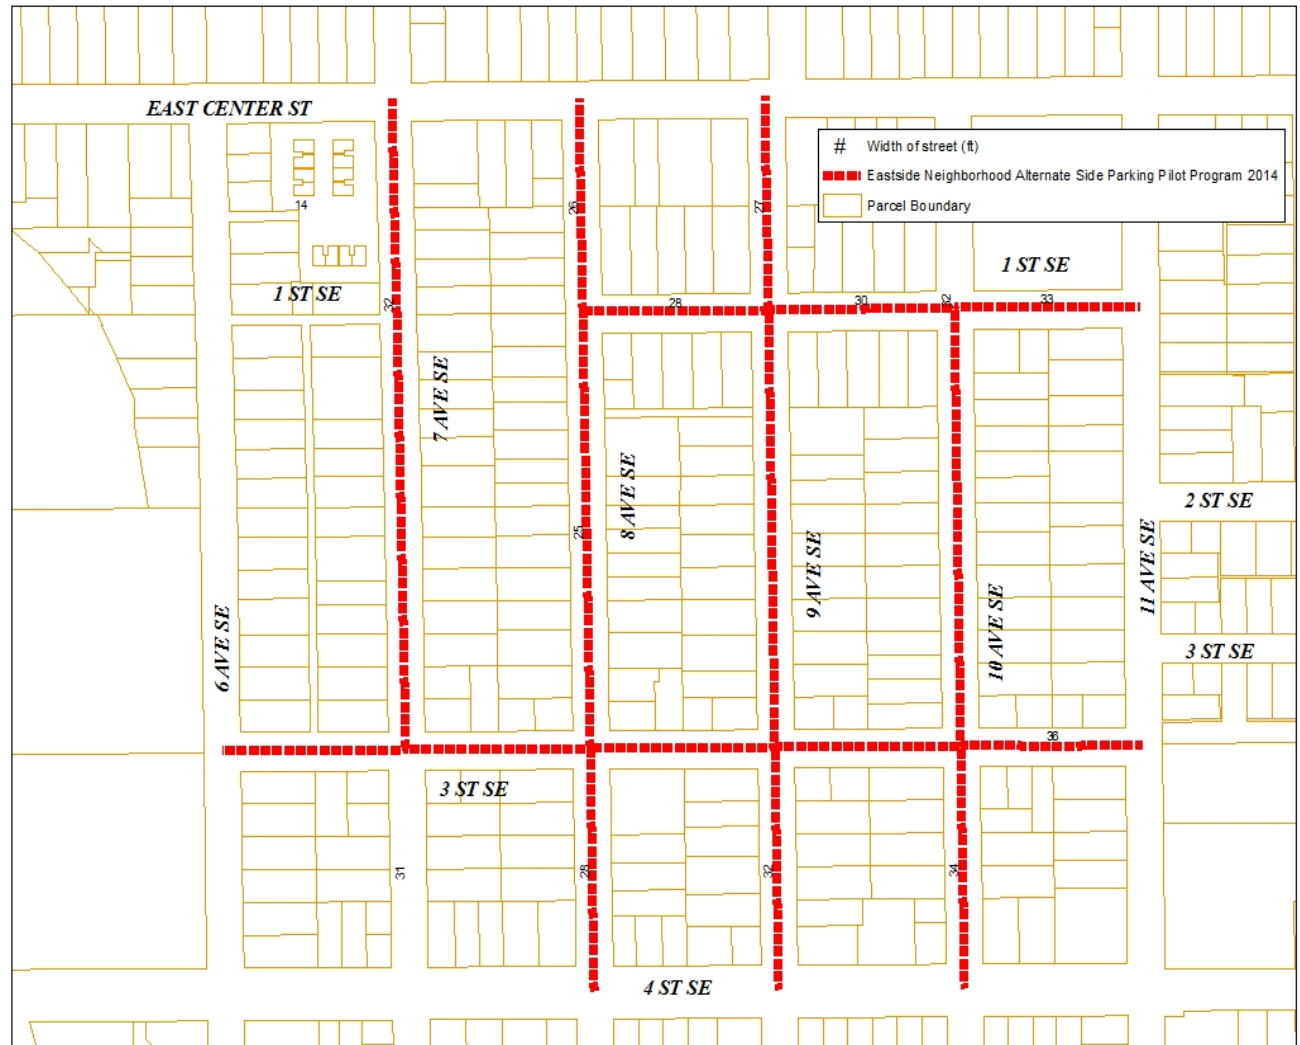 EAST CENTER ST
# Width of street (ft)
Eastside Neighborhood Alternate Side Parking Pilot Program 2014
Parcel Boundary
14
26
27
1 ST SE
1 ST SE
32
28
30
32
33
7 AVE SE
8 AVE SE
2 ST SE
25
9 AVE SE
11 AVE SE
6 AVE SE
10 AVE SE
3 ST SE
36
3 ST SE
31
28
32
34
4 ST SE